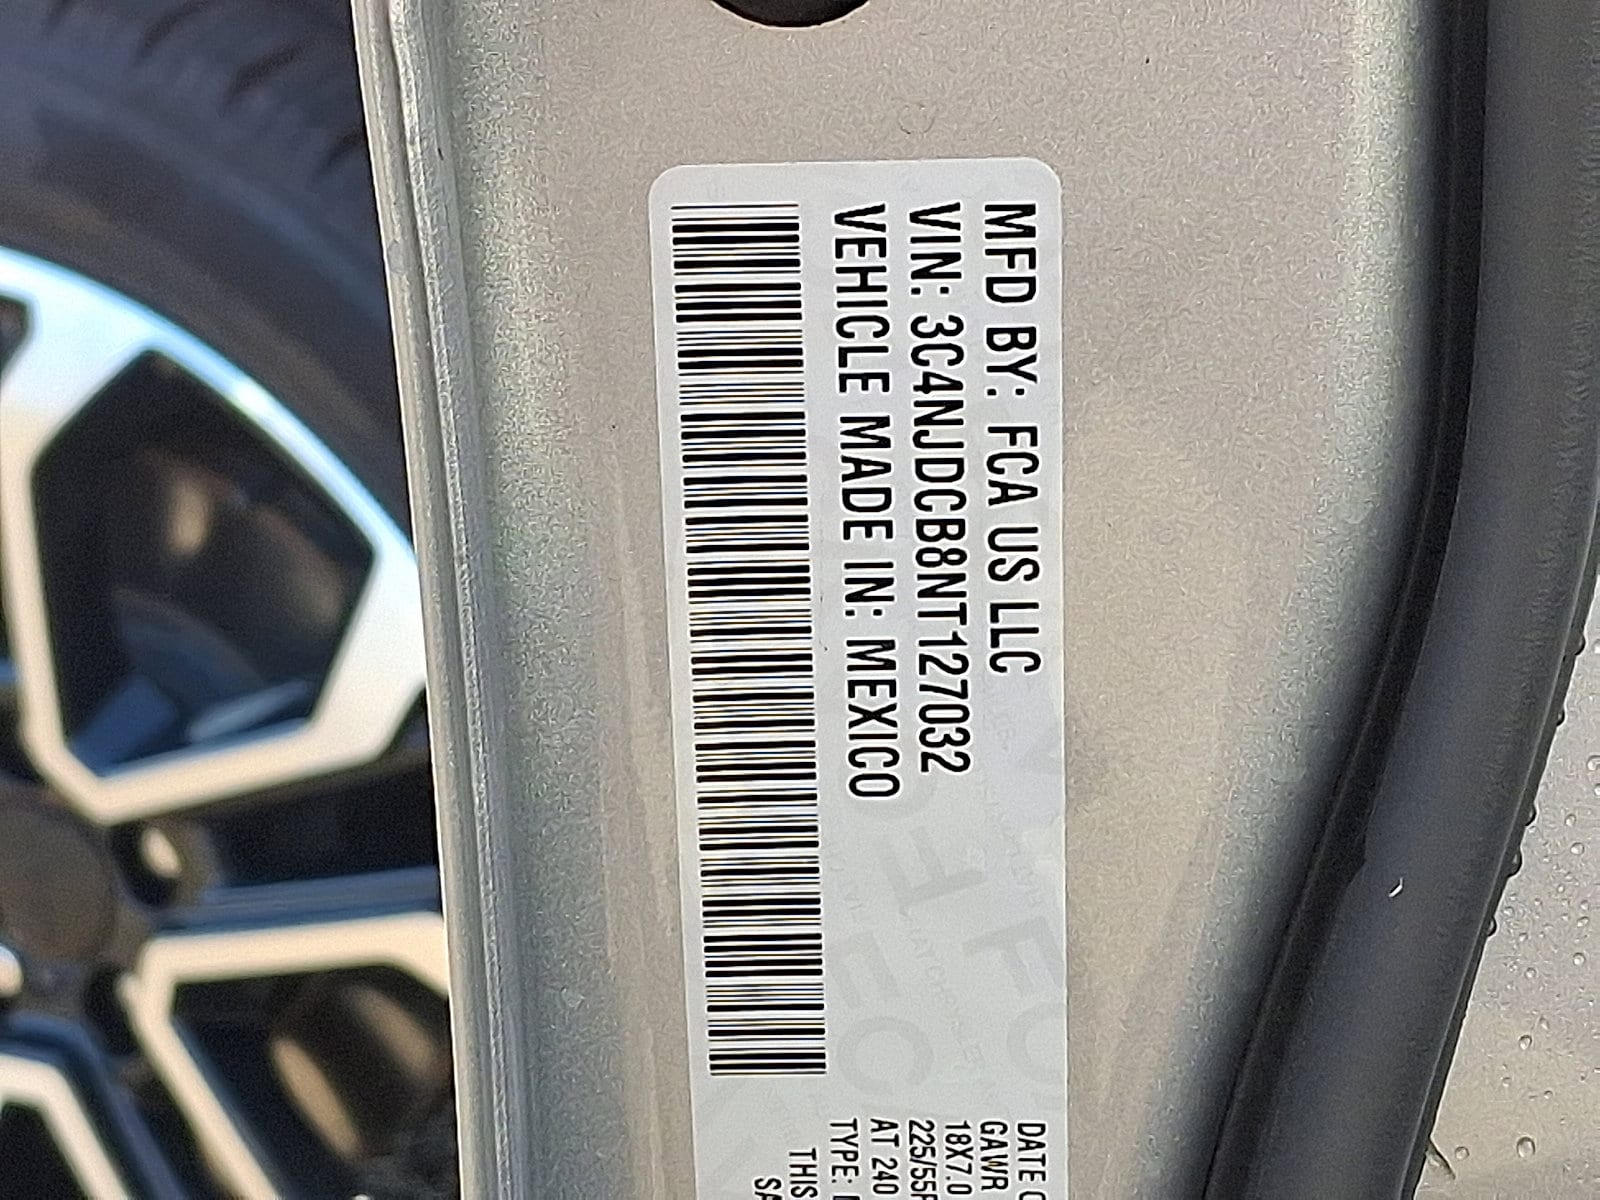 MFD BY: FCA US LLC
VIN: 3C4NJDCB8NT127032
VEHICLE MADE IN: MEXICO
DATE
GAWR
18X7.0
225/55
AT 240
TYPE:
THIS